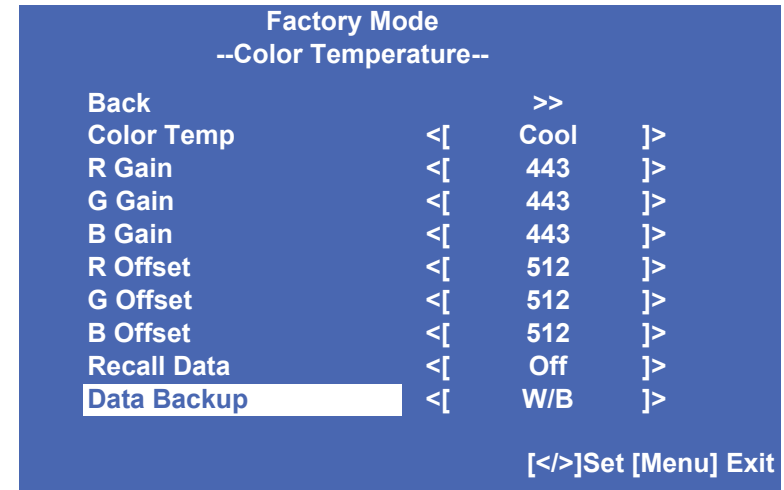 Factory Mode
--Color Temperature--
Back >>
Color Temp <[ Cool ]>
R Gain <[ 443 ]>
G Gain <[ 443 ]>
B Gain <[ 443 ]>
R Offset <[ 512 ]>
G Offset <[ 512 ]>
B Offset <[ 512 ]>
Recall Data <[ Off ]>
Data Backup <[ W/B ]>
[</>]Set [Menu] Exit